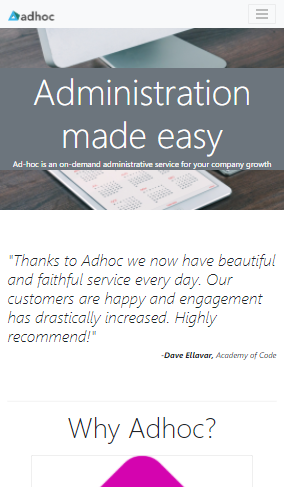 adhoc
Administration
made easy
Ad-hoc is an on-demand administrative service for your company growth
"Thanks to Adhoc we now have beautiful
and faithful service every day. Our
customers are happy and engagement
has drastically increased. Highly
recommend!"
-Dave Ellavar, Academy of Code
Why Adhoc?